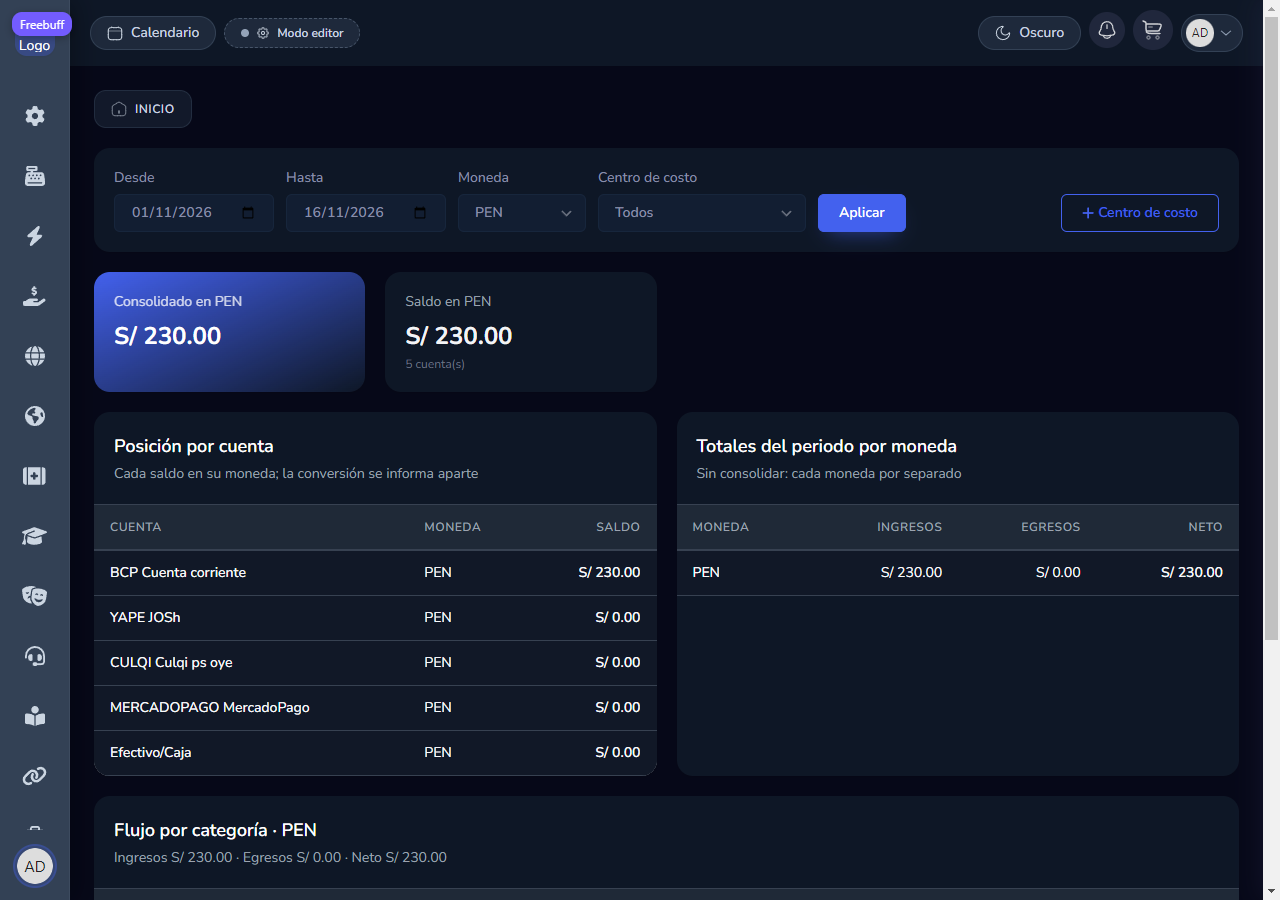 Freebuff
Logo
Calendario
Modo editor
Oscuro
AD
INICIO
Desde
Hasta
Moneda
Centro de costo
01/11/2026
16/11/2026
PEN
Todos
Aplicar
+ Centro de costo
Consolidado en PEN
S/ 230.00
Saldo en PEN
S/ 230.00
5 cuenta(s)
Posición por cuenta
Cada saldo en su moneda; la conversión se informa aparte
CUENTA MONEDA SALDO
BCP Cuenta corriente PEN S/ 230.00
YAPE JOSh PEN S/ 0.00
CULQI Culqi ps oye PEN S/ 0.00
MERCADOPAGO MercadoPago PEN S/ 0.00
Efectivo/Caja PEN S/ 0.00
Totales del periodo por moneda
Sin consolidar: cada moneda por separado
MONEDA INGRESOS EGRESOS NETO
PEN S/ 230.00 S/ 0.00 S/ 230.00
Flujo por categoría · PEN
Ingresos S/ 230.00 · Egresos S/ 0.00 · Neto S/ 230.00
AD